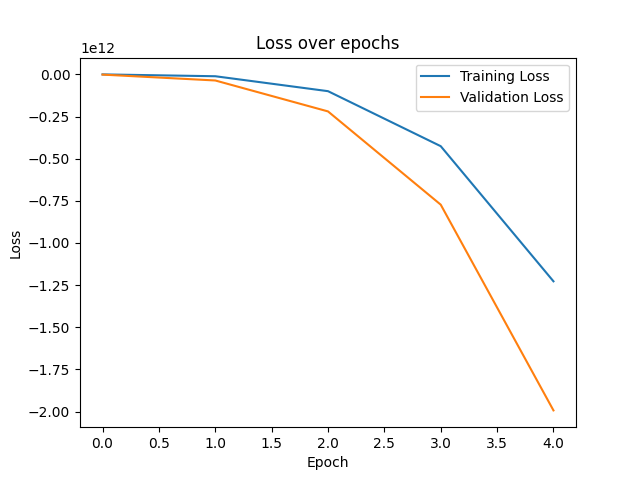 Loss over epochs
1e12
Training Loss
Validation Loss
0.00
−0.25
−0.50
−0.75
−1.00
−1.25
−1.50
−1.75
−2.00
Loss
0.0 0.5 1.0 1.5 2.0 2.5 3.0 3.5 4.0
Epoch